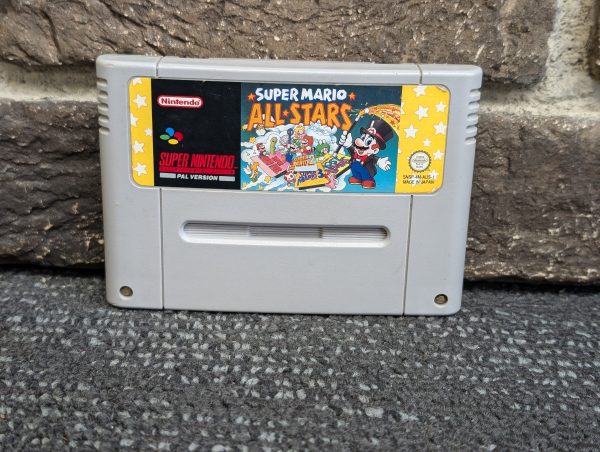 Nintendo
SUPER NINTENDO
PAL VERSION
SUPER MARIO
ALL★STARS
MADE IN JAPAN